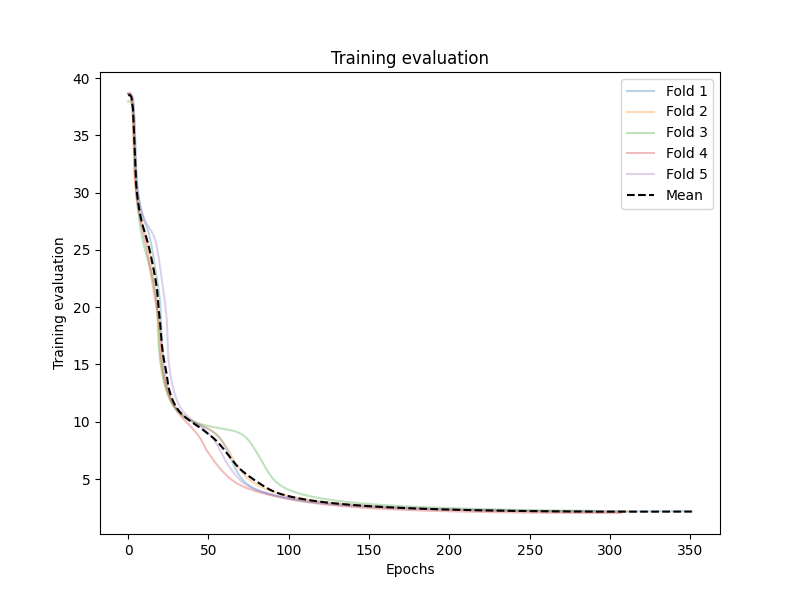 Training evaluation
Fold 1
Fold 2
Fold 3
Fold 4
Fold 5
Mean
Training evaluation
40
35
30
25
20
15
10
5
0 50 100 150 200 250 300 350
Epochs